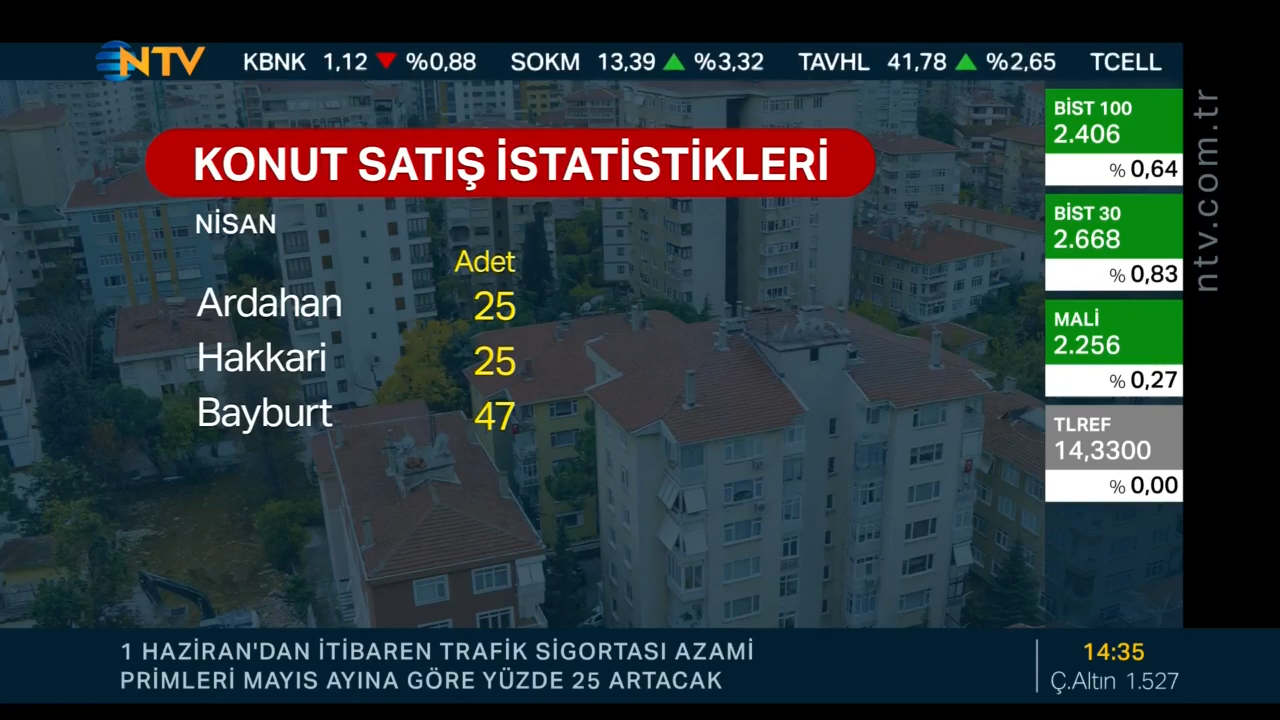 NTV KBNK 1,12 %0,88 SOKM 13,39 %3,32 TAVHL 41,78 %2,65 TCELL
KONUT SATIŞ İSTATİSTİKLERİ
NİSAN
Adet
Ardahan 25
Hakkari 25
Bayburt 47
BİST 100
2.406
% 0,64
BİST 30
2.668
% 0,83
MALİ
2.256
% 0,27
TLREF
14,3300
% 0,00
ntv.com.tr
1 HAZİRAN'DAN İTİBAREN TRAFİK SİGORTASI AZAMİ
PRİMLERİ MAYIS AYINA GÖRE YÜZDE 25 ARTACAK
14:35
Ç.Altın 1.527